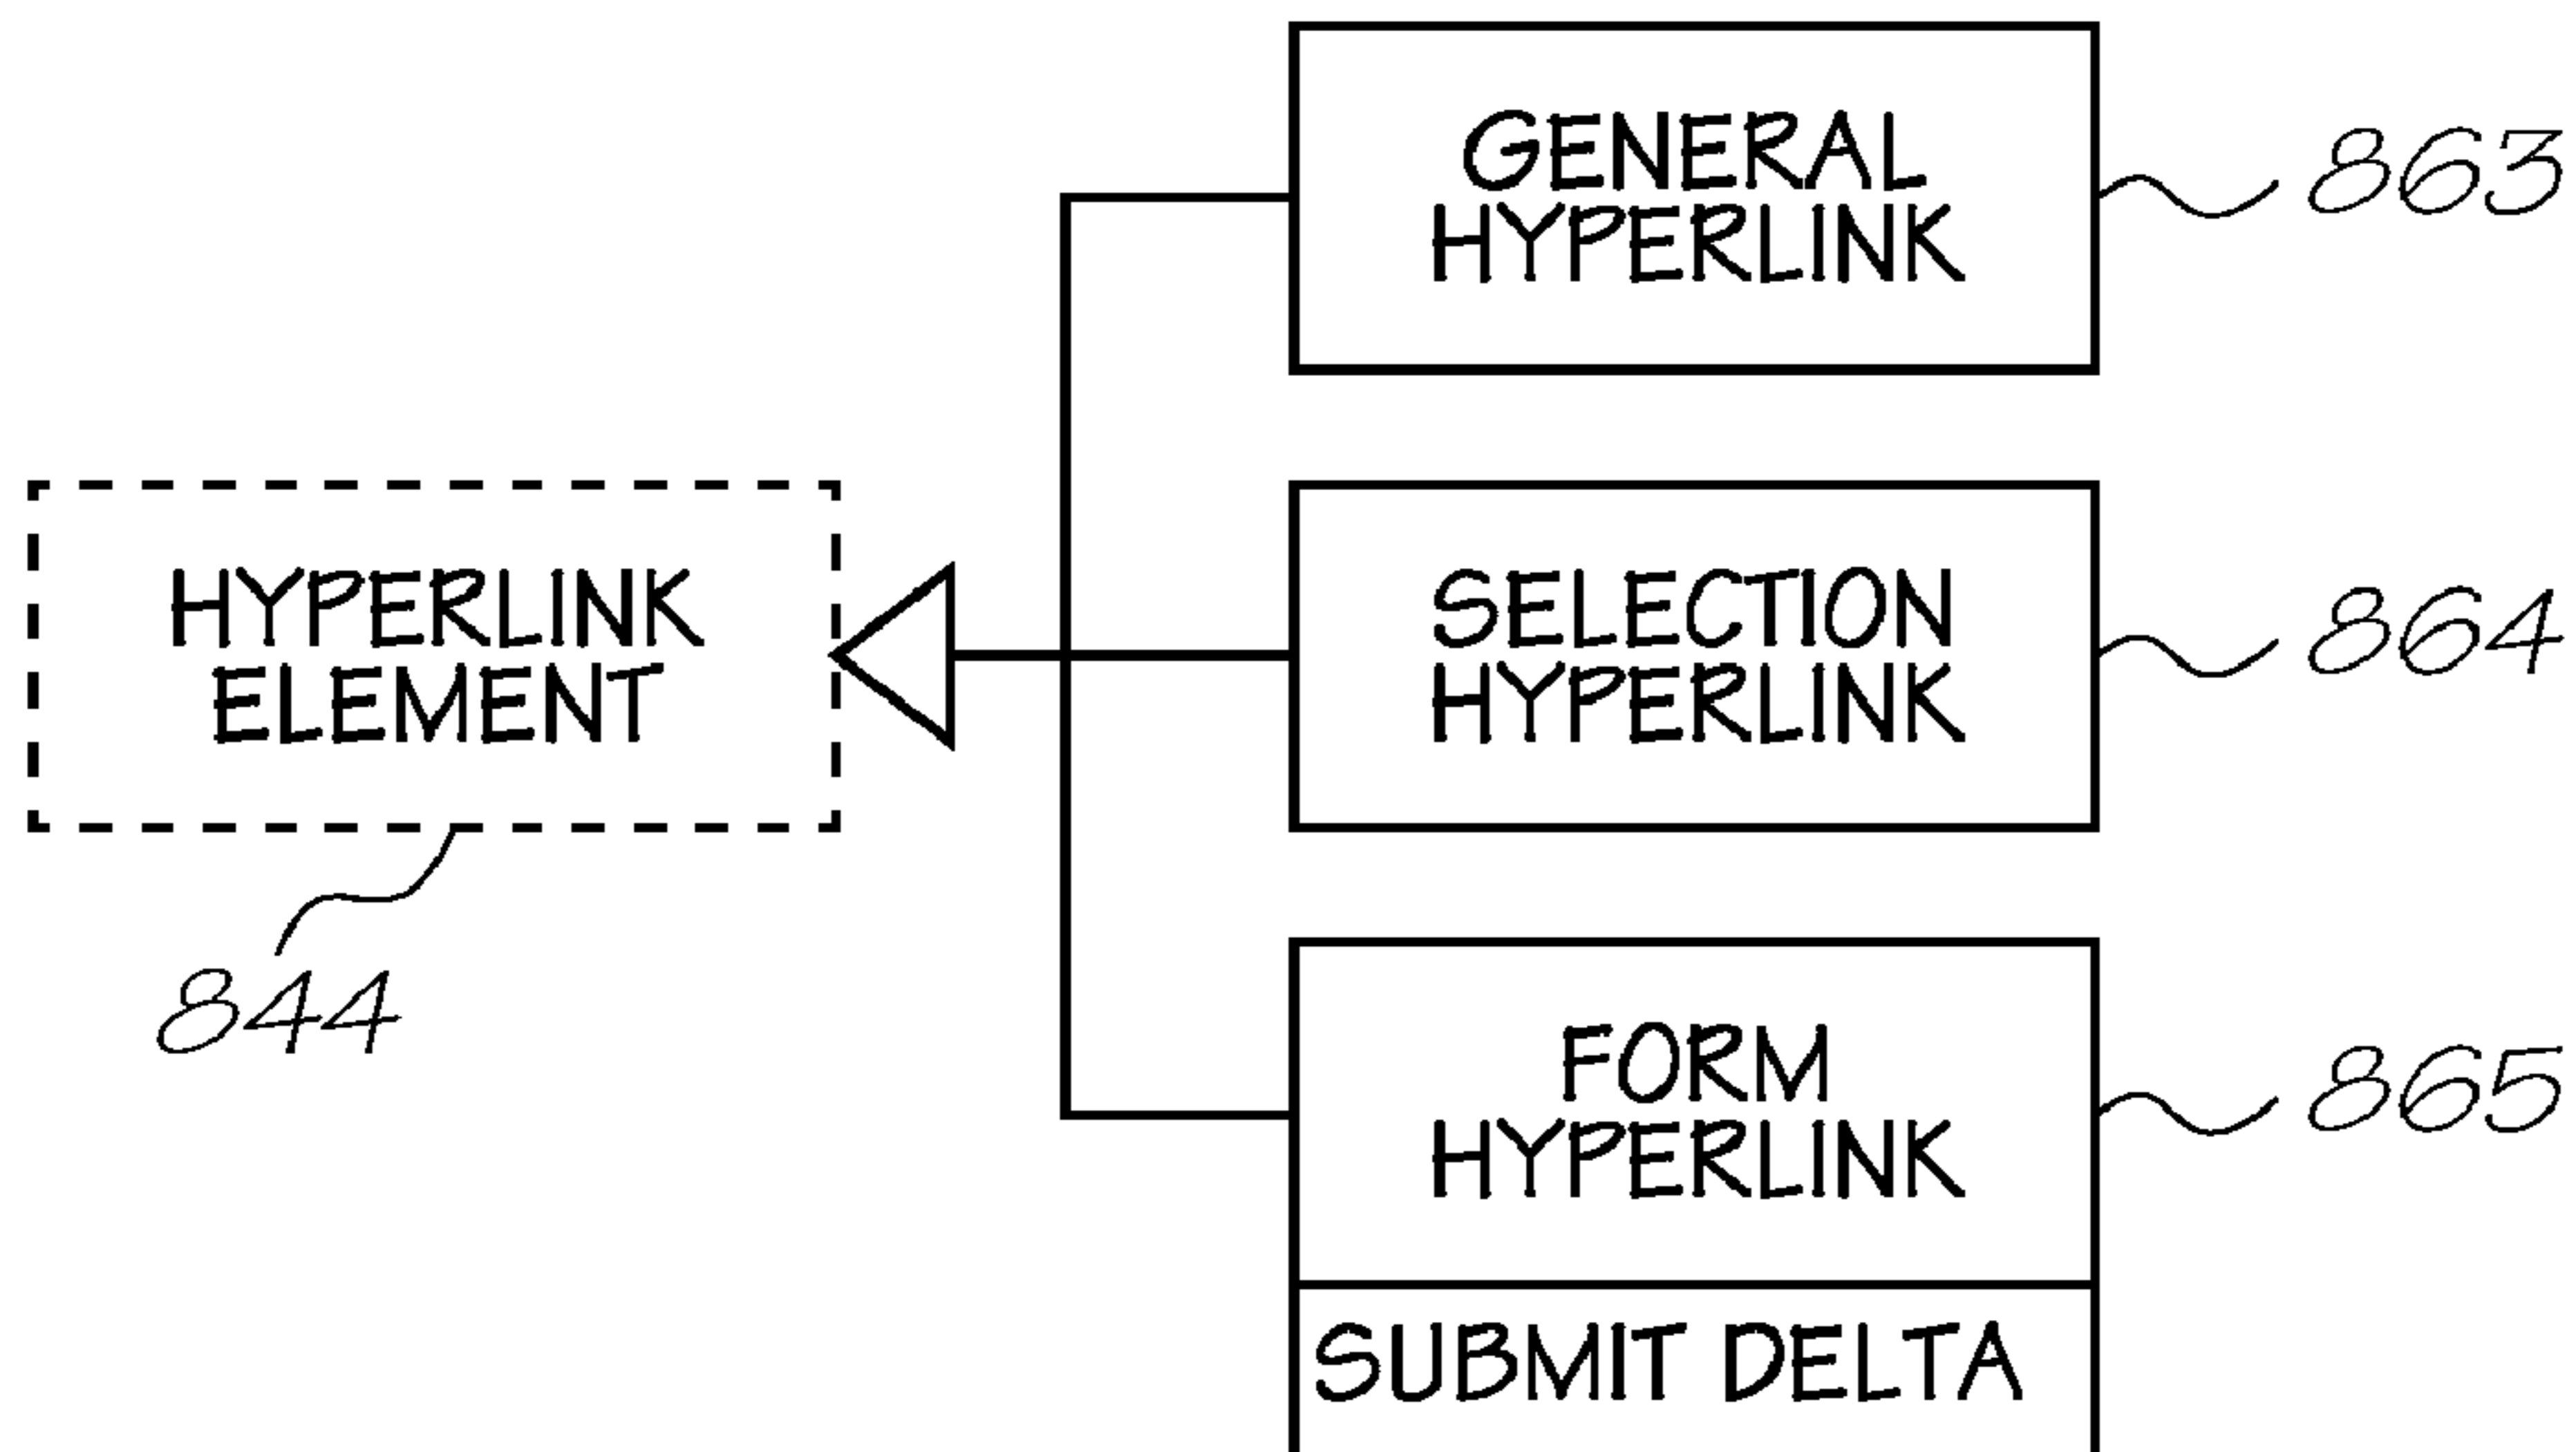 GENERAL
HYPERLINK
863
HYPERLINK
ELEMENT
844
SELECTION
HYPERLINK
864
FORM
HYPERLINK
865
SUBMIT DELTA